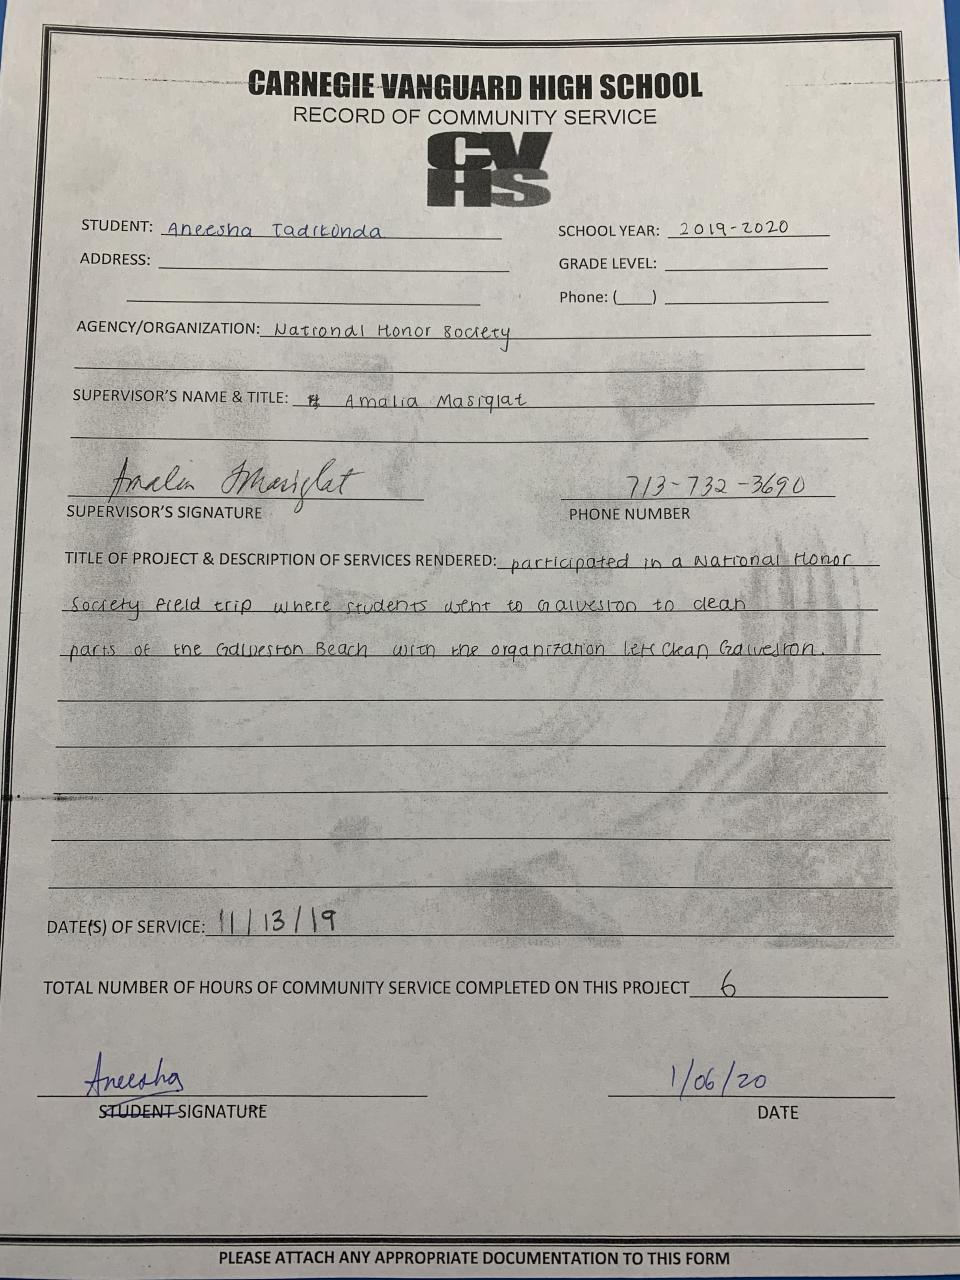 CARNEGIE VANGUARD HIGH SCHOOL
RECORD OF COMMUNITY SERVICE
CV
HS
STUDENT: Aneesha Tadikonda SCHOOL YEAR: 2019-2020
ADDRESS: GRADE LEVEL:
Phone: ( )
AGENCY/ORGANIZATION: National Honor Society
SUPERVISOR'S NAME & TITLE: Amalia Masiglat
Amalia Masiglat 713-732-3690
SUPERVISOR'S SIGNATURE PHONE NUMBER
TITLE OF PROJECT & DESCRIPTION OF SERVICES RENDERED: participated in a National Honor
Society field trip where students went to Galveston to clean
parts of the Galveston Beach with the organization Lets Clean Galveston.
DATE(S) OF SERVICE: 11/13/19
TOTAL NUMBER OF HOURS OF COMMUNITY SERVICE COMPLETED ON THIS PROJECT 6
Aneesha 1/06/20
STUDENT SIGNATURE DATE
PLEASE ATTACH ANY APPROPRIATE DOCUMENTATION TO THIS FORM